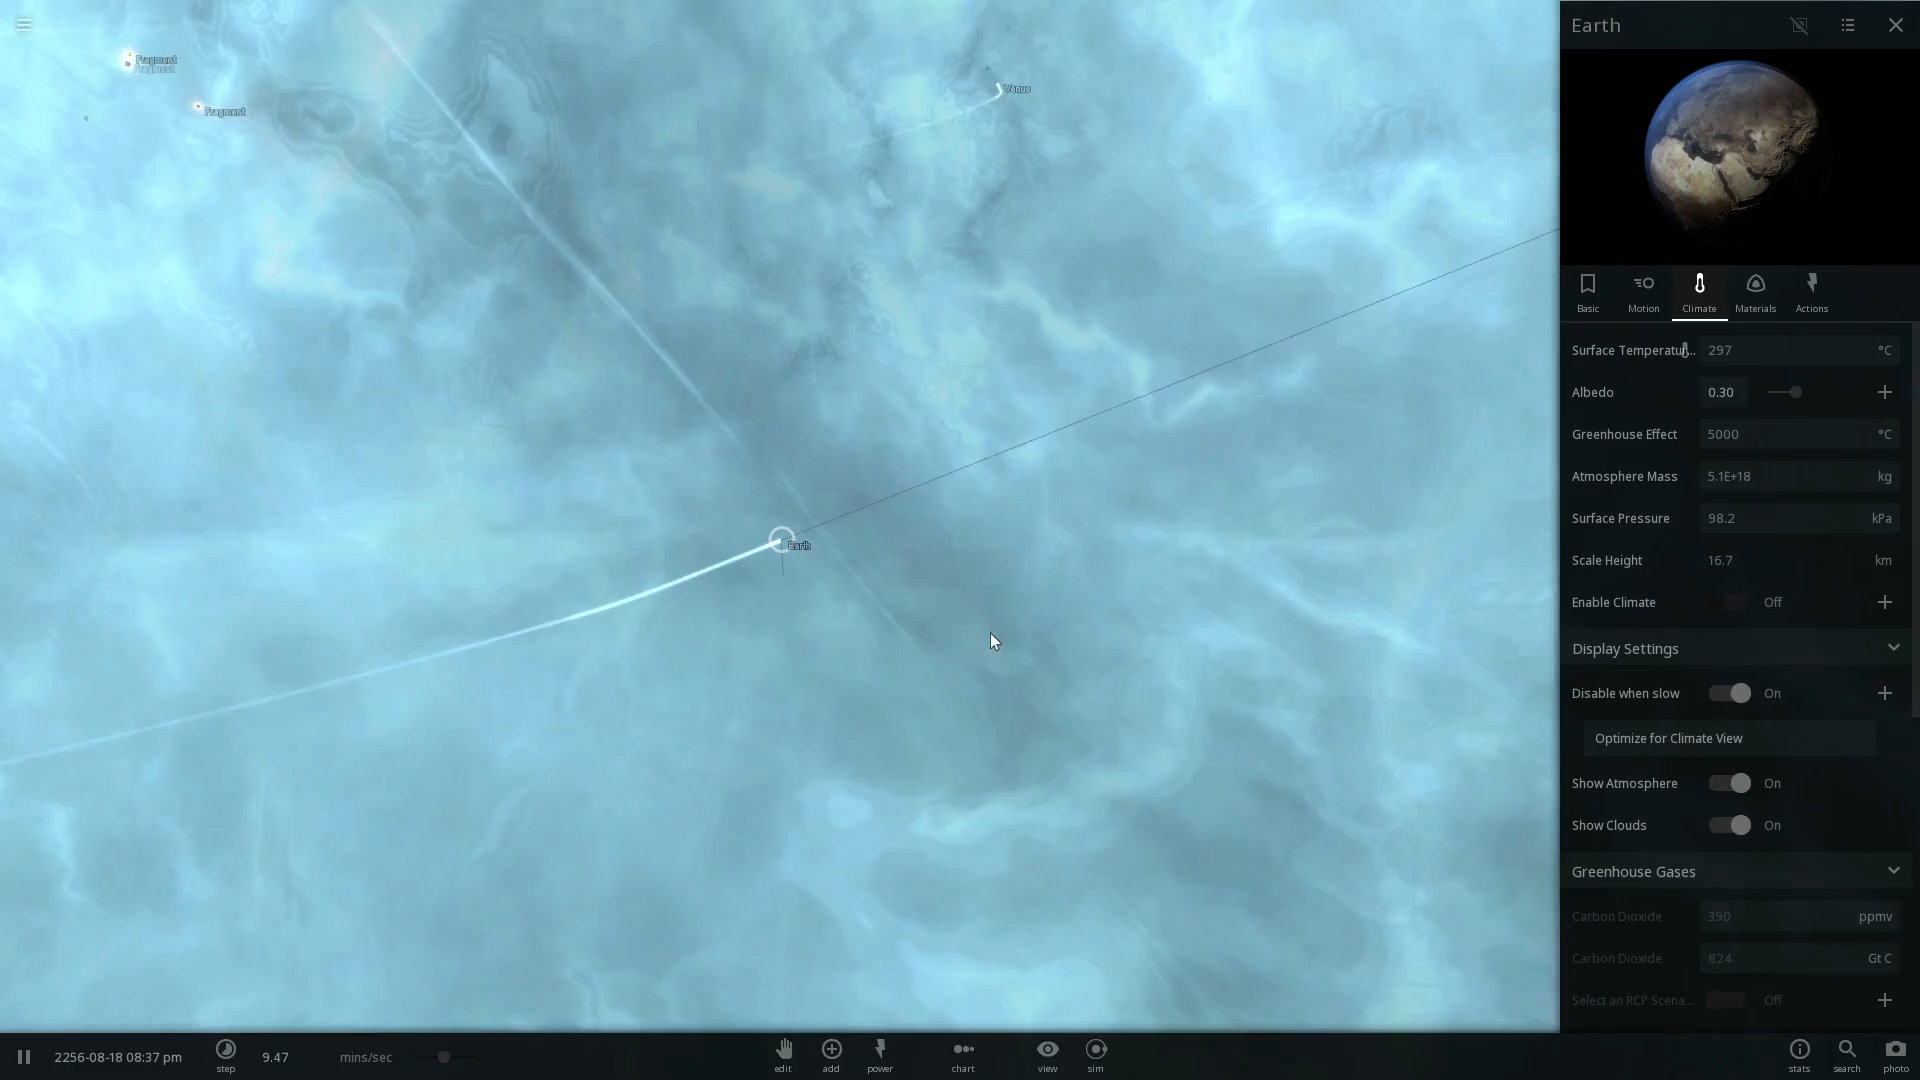 Earth
Fragment
Fragment
Fragment
Venus
Earth
Basic
Motion
Climate
Materials
Actions
Surface Temperatur... 297 °C
Albedo 0.30
Greenhouse Effect 5000 °C
Atmosphere Mass 5.1E+18 kg
Surface Pressure 98.2 kPa
Scale Height 16.7 km
Enable Climate Off
Display Settings
Disable when slow On
Optimize for Climate View
Show Atmosphere On
Show Clouds On
Greenhouse Gases
Carbon Dioxide 390 ppmv
Carbon Dioxide 824 Gt C
Select an RCP Scena... Off
2256-08-18 08:37 pm
step
9.47 mins/sec
edit
add
power
chart
view
sim
stats
search
photo